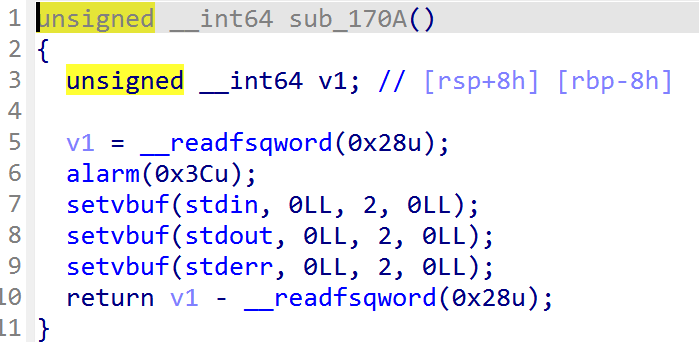 1 unsigned __int64 sub_170A()
2 {
3 unsigned __int64 v1; // [rsp+8h] [rbp-8h]
4
5 v1 = __readfsqword(0x28u);
6 alarm(0x3Cu);
7 setvbuf(stdin, 0LL, 2, 0LL);
8 setvbuf(stdout, 0LL, 2, 0LL);
9 setvbuf(stderr, 0LL, 2, 0LL);
10 return v1 - __readfsqword(0x28u);
11 }